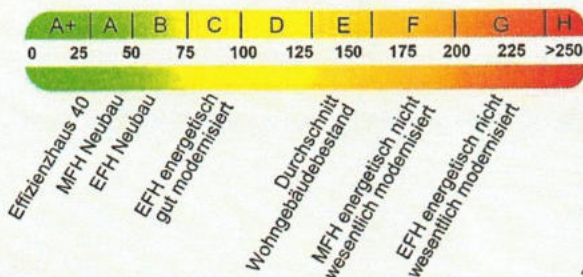 A+ A B C D E F G H
0 25 50 75 100 125 150 175 200 225 >250
Effizienzhaus 40
MFH Neubau
EFH Neubau
EFH energetisch
gut modernisiert
Durchschnitt
Wohngebäudebestand
MFH energetisch nicht
wesentlich modernisiert
EFH energetisch nicht
wesentlich modernisiert